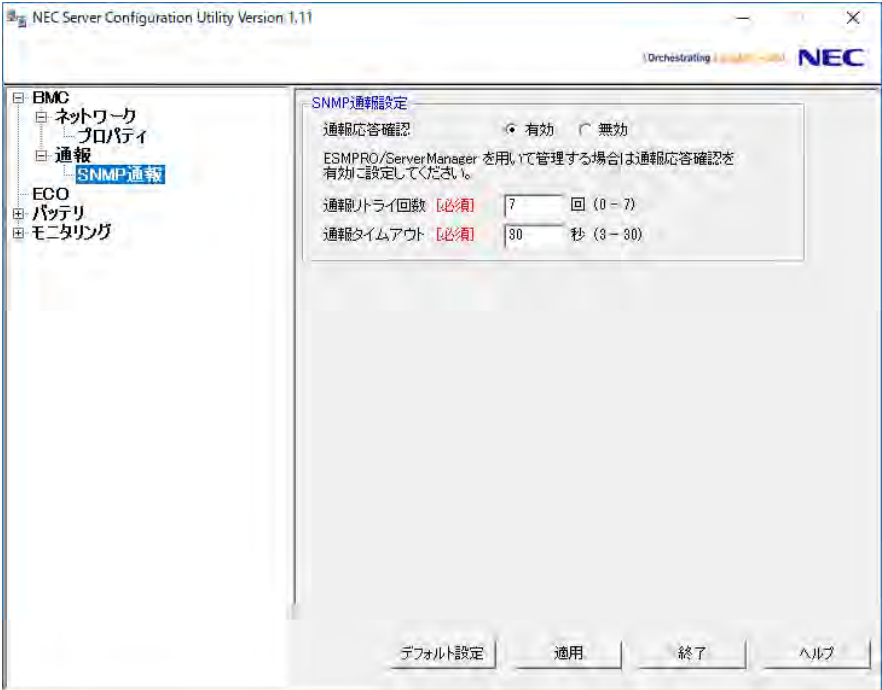 NEC Server Configuration Utility Version 1.11
Orchestrating
NEC
BMC
ネットワーク
プロパティ
通報
SNMP通報
ECO
バッテリ
モニタリング
SNMP通報設定
通報応答確認 有効 無効
ESMPRO/ServerManager を用いて管理する場合は通報応答確認を
有効に設定してください。
通報リトライ回数 [必須] 7 回 (0 - 7)
通報タイムアウト [必須] 30 秒 (3 - 30)
デフォルト設定 適用 終了 ヘルプ